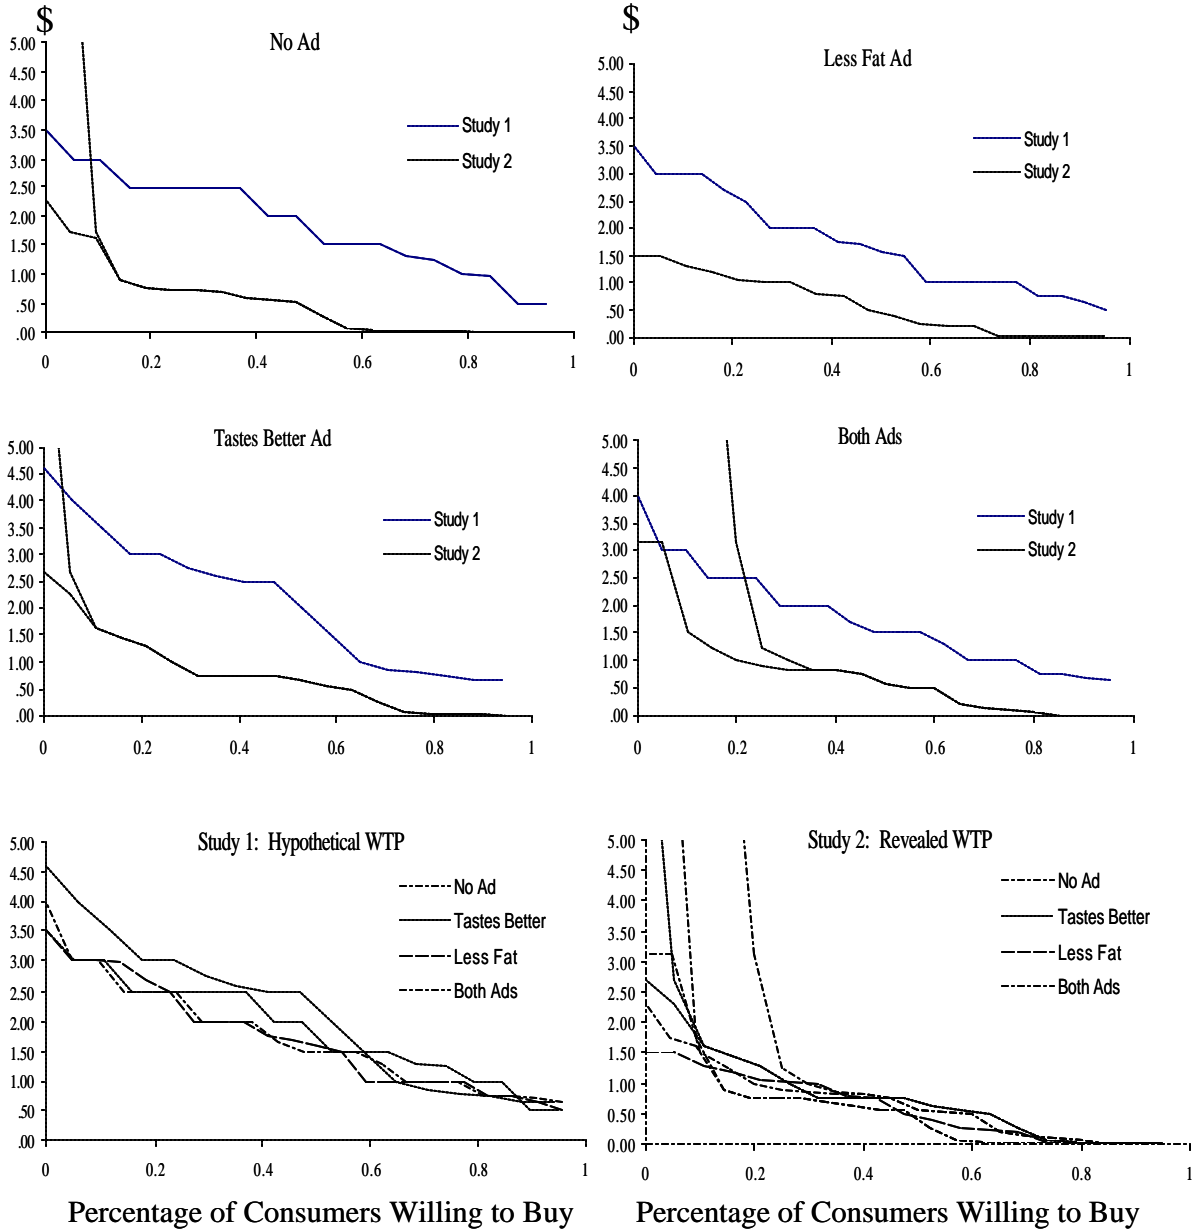 $
No Ad
5.00
4.50
4.00
3.50
3.00
2.50
2.00
1.50
1.00
.50
.00
0 0.2 0.4 0.6 0.8 1
Study 1
Study 2
$
Less Fat Ad
5.00
4.50
4.00
3.50
3.00
2.50
2.00
1.50
1.00
.50
.00
0 0.2 0.4 0.6 0.8 1
Study 1
Study 2
Tastes Better Ad
5.00
4.50
4.00
3.50
3.00
2.50
2.00
1.50
1.00
.50
.00
0 0.2 0.4 0.6 0.8 1
Study 1
Study 2
Both Ads
5.00
4.50
4.00
3.50
3.00
2.50
2.00
1.50
1.00
.50
.00
0 0.2 0.4 0.6 0.8 1
Study 1
Study 2
Study 1: Hypothetical WTP
5.00
4.50
4.00
3.50
3.00
2.50
2.00
1.50
1.00
.50
.00
0 0.2 0.4 0.6 0.8 1
No Ad
Tastes Better
Less Fat
Both Ads
Percentage of Consumers Willing to Buy
Study 2: Revealed WTP
5.00
4.50
4.00
3.50
3.00
2.50
2.00
1.50
1.00
0.50
0.00
0 0.2 0.4 0.6 0.8 1
No Ad
Tastes Better
Less Fat
Both Ads
Percentage of Consumers Willing to Buy